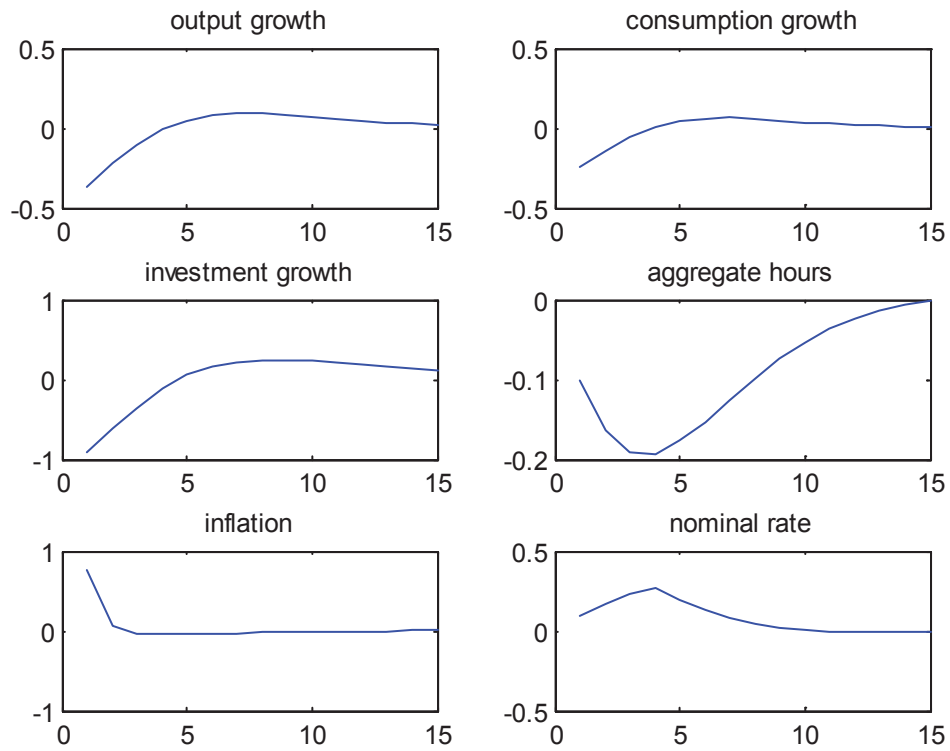 output growth
0.5
0
-0.5
0 5 10 15
consumption growth
0.5
0
-0.5
0 5 10 15
investment growth
1
0
-1
0 5 10 15
aggregate hours
0
-0.1
-0.2
0 5 10 15
inflation
1
0
-1
0 5 10 15
nominal rate
0.5
0
-0.5
0 5 10 15